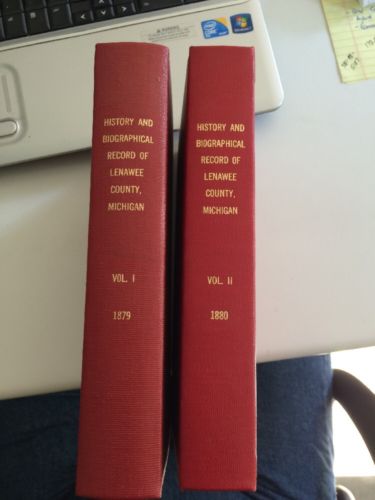 HISTORY AND
BIOGRAPHICAL
RECORD OF
LENAWEE
COUNTY,
MICHIGAN
VOL. I
1879
HISTORY AND
BIOGRAPHICAL
RECORD OF
LENAWEE
COUNTY,
MICHIGAN
VOL. II
1880